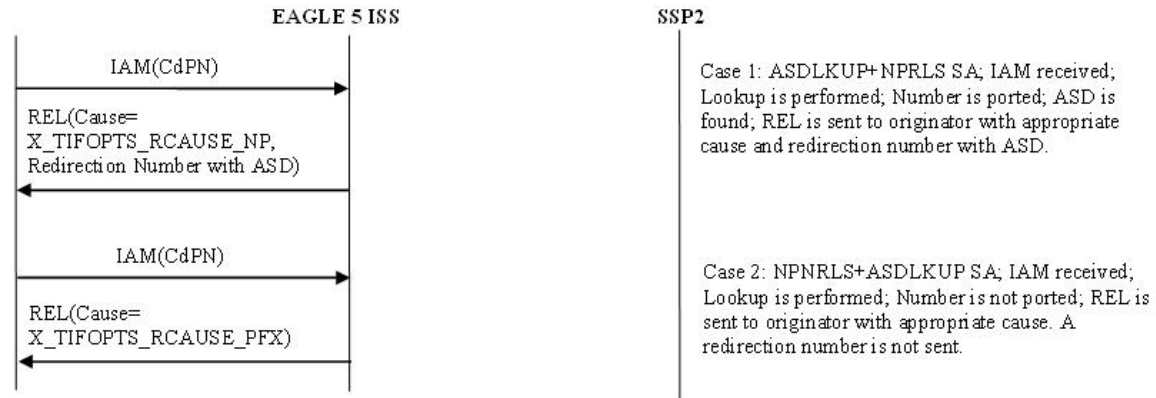 EAGLE 5 ISS
SSP2
IAM(CdPN)
REL(Cause=
X_TIFOPTS_RCAUSE_NP,
Redirection Number with ASD)
Case 1: ASDLKUP+NPRLS SA; IAM received;
Lookup is performed; Number is ported; ASD is
found; REL is sent to originator with appropriate
cause and redirection number with ASD.
IAM(CdPN)
REL(Cause=
X_TIFOPTS_RCAUSE_PFX)
Case 2: NPNRLS+ASDLKUP SA; IAM received;
Lookup is performed; Number is not ported; REL is
sent to originator with appropriate cause. A
redirection number is not sent.